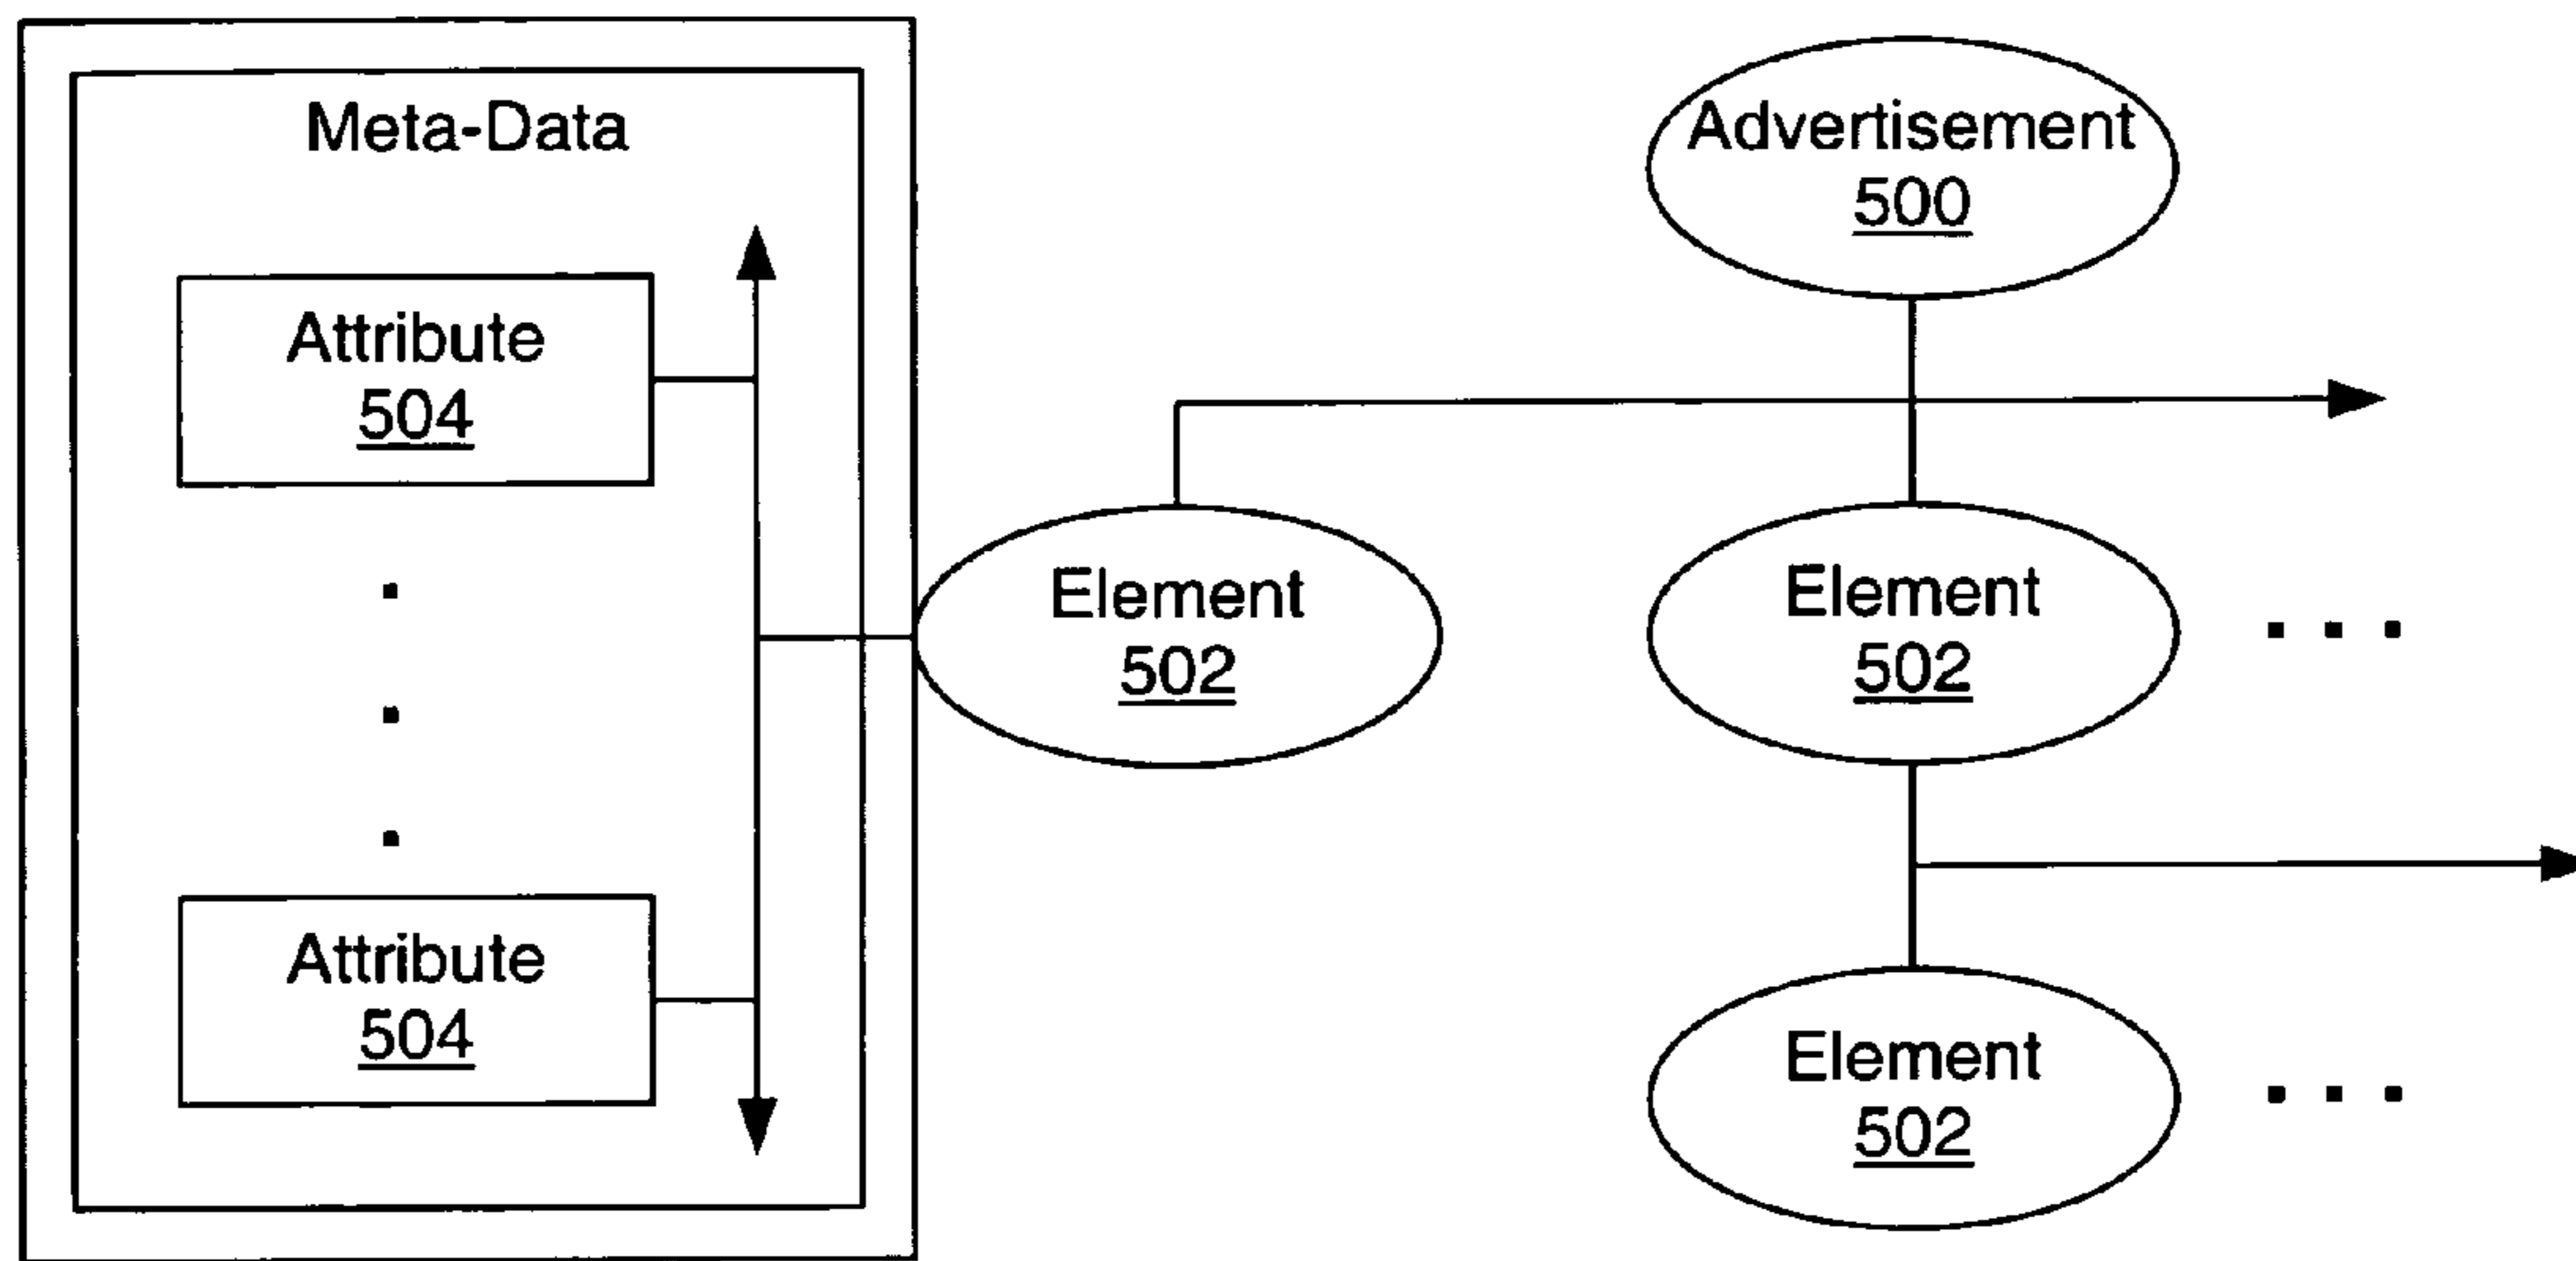 Meta-Data
Attribute
504
Attribute
504
Advertisement
500
Element
502
Element
502
Element
502